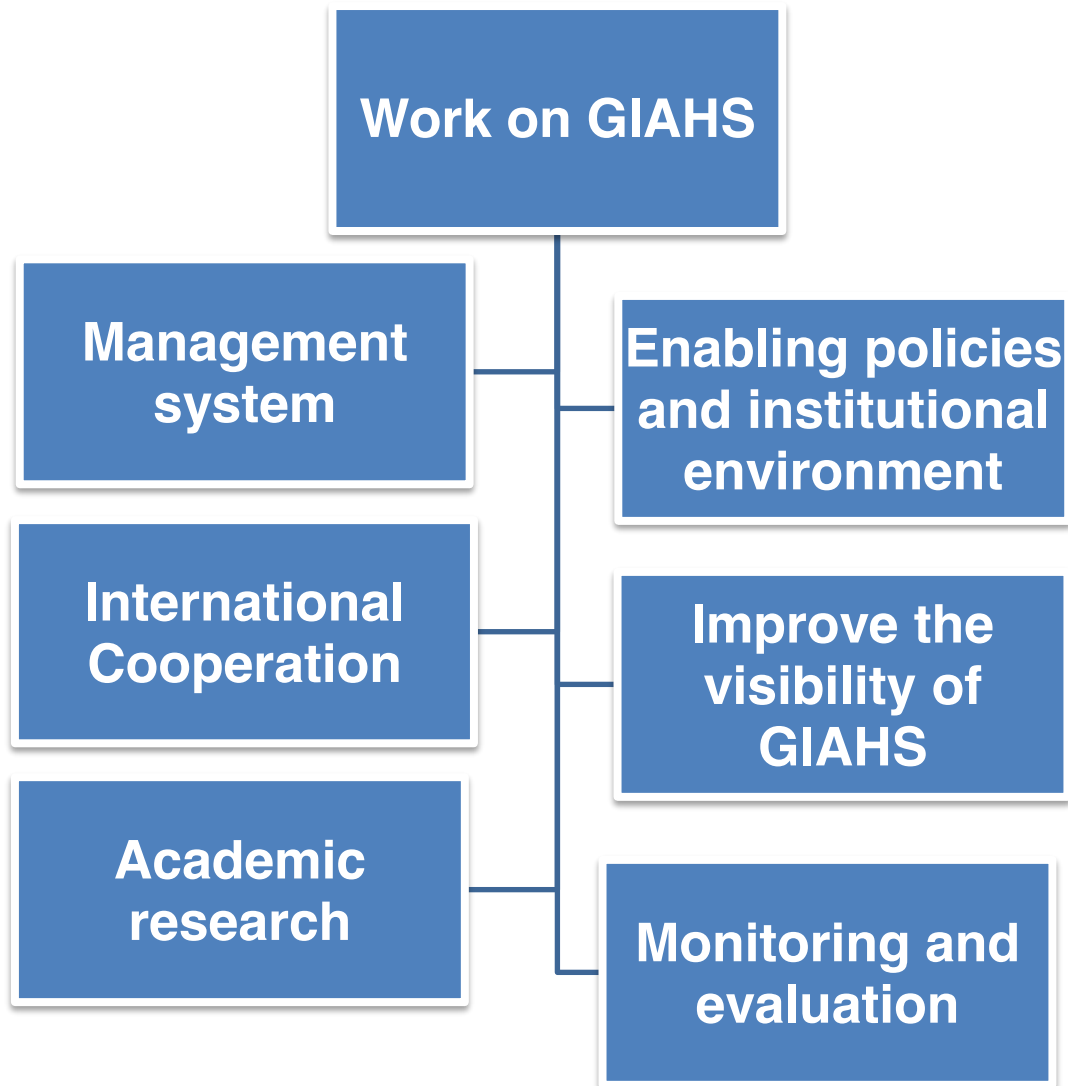 Work on GIAHS
Management
system
Enabling policies
and institutional
environment
International
Cooperation
Improve the
visibility of
GIAHS
Academic
research
Monitoring and
evaluation